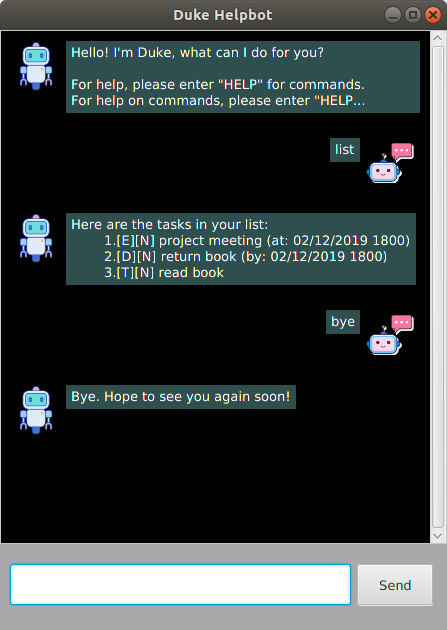 Duke Helpbot
Hello! I'm Duke, what can I do for you?
For help, please enter "HELP" for commands.
For help on commands, please enter "HELP...
list
Here are the tasks in your list:
1.[E][N] project meeting (at: 02/12/2019 1800)
2.[D][N] return book (by: 02/12/2019 1800)
3.[T][N] read book
bye
Bye. Hope to see you again soon!
Send